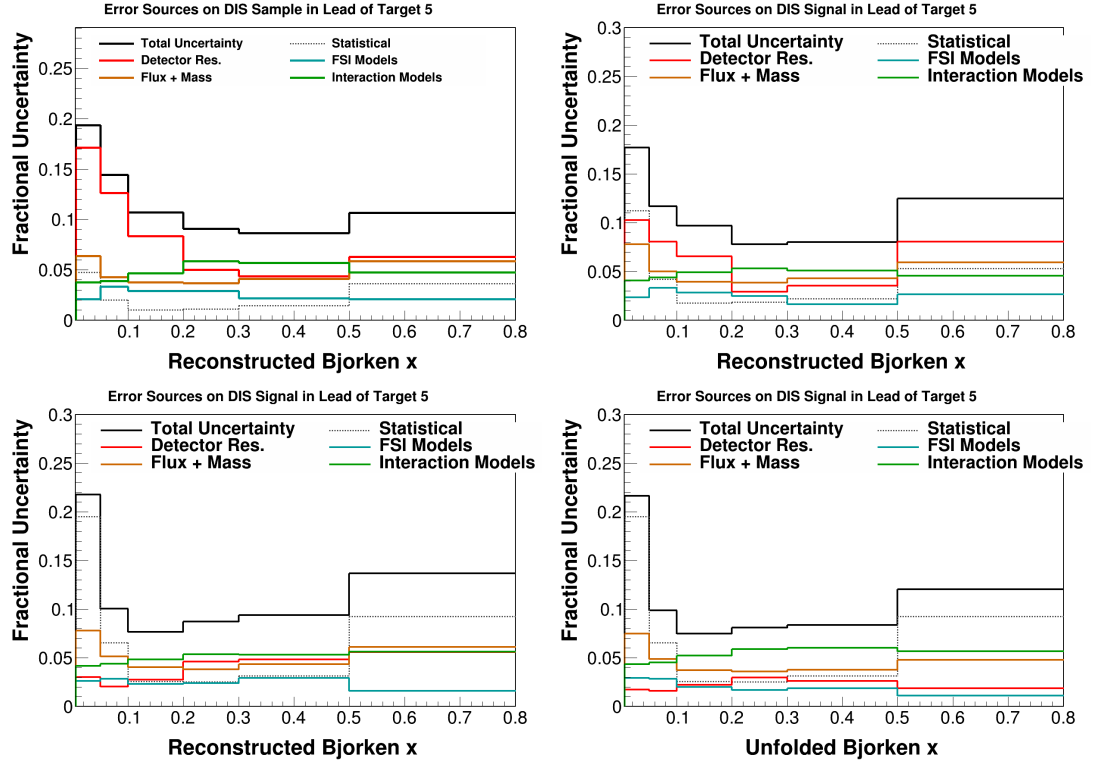 Error Sources on DIS Sample in Lead of Target 5
Fractional Uncertainty
Total Uncertainty
Detector Res.
Flux + Mass
Statistical
FSI Models
Interaction Models
0.25
0.2
0.15
0.1
0.05
0
0.1 0.2 0.3 0.4 0.5 0.6 0.7 0.8
Reconstructed Bjorken x
Error Sources on DIS Signal in Lead of Target 5
Fractional Uncertainty
Total Uncertainty
Detector Res.
Flux + Mass
Statistical
FSI Models
Interaction Models
0.3
0.25
0.2
0.15
0.1
0.05
0
0.1 0.2 0.3 0.4 0.5 0.6 0.7 0.8
Reconstructed Bjorken x
Error Sources on DIS Signal in Lead of Target 5
Fractional Uncertainty
Total Uncertainty
Detector Res.
Flux + Mass
Statistical
FSI Models
Interaction Models
0.3
0.25
0.2
0.15
0.1
0.05
0
0.1 0.2 0.3 0.4 0.5 0.6 0.7 0.8
Reconstructed Bjorken x
Error Sources on DIS Signal in Lead of Target 5
Fractional Uncertainty
Total Uncertainty
Detector Res.
Flux + Mass
Statistical
FSI Models
Interaction Models
0.3
0.25
0.2
0.15
0.1
0.05
0
0.1 0.2 0.3 0.4 0.5 0.6 0.7 0.8
Unfolded Bjorken x